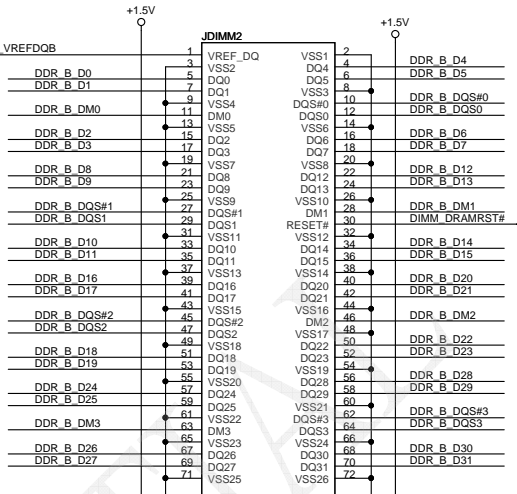 +1.5V
+1.5V
JDIMM2
_VREFDQB 1 VREF_DQ VSS1 2
3 VSS2 DQ4 4 DDR_B_D4
DDR_B_D0 5 DQ0 DQ5 6 DDR_B_D5
DDR_B_D1 7 DQ1 VSS3 8
9 VSS4 DQS#0 10 DDR_B_DQS#0
DDR_B_DM0 11 DM0 DQS0 12 DDR_B_DQS0
13 VSS5 VSS6 14
DDR_B_D2 15 DQ2 DQ6 16 DDR_B_D6
DDR_B_D3 17 DQ3 DQ7 18 DDR_B_D7
19 VSS7 VSS8 20
DDR_B_D8 21 DQ8 DQ12 22 DDR_B_D12
DDR_B_D9 23 DQ9 DQ13 24 DDR_B_D13
25 VSS9 VSS10 26
DDR_B_DQS#1 27 DQS#1 DM1 28 DDR_B_DM1
DDR_B_DQS1 29 DQS1 RESET# 30 DIMM_DRAMRST#
31 VSS11 VSS12 32
DDR_B_D10 33 DQ10 DQ14 34 DDR_B_D14
DDR_B_D11 35 DQ11 DQ15 36 DDR_B_D15
37 VSS13 VSS14 38
DDR_B_D16 39 DQ16 DQ20 40 DDR_B_D20
DDR_B_D17 41 DQ17 DQ21 42 DDR_B_D21
43 VSS15 VSS16 44
DDR_B_DQS#2 45 DQS#2 DM2 46 DDR_B_DM2
DDR_B_DQS2 47 DQS2 VSS17 48
49 VSS18 DQ22 50 DDR_B_D22
DDR_B_D18 51 DQ18 DQ23 52 DDR_B_D23
DDR_B_D19 53 DQ19 VSS19 54
55 VSS20 DQ28 56 DDR_B_D28
DDR_B_D24 57 DQ24 DQ29 58 DDR_B_D29
DDR_B_D25 59 DQ25 VSS21 60
61 VSS22 DQS#3 62 DDR_B_DQS#3
DDR_B_DM3 63 DM3 DQS3 64 DDR_B_DQS3
65 VSS23 VSS24 66
DDR_B_D26 67 DQ26 DQ30 68 DDR_B_D30
DDR_B_D27 69 DQ27 DQ31 70 DDR_B_D31
71 VSS25 VSS26 72